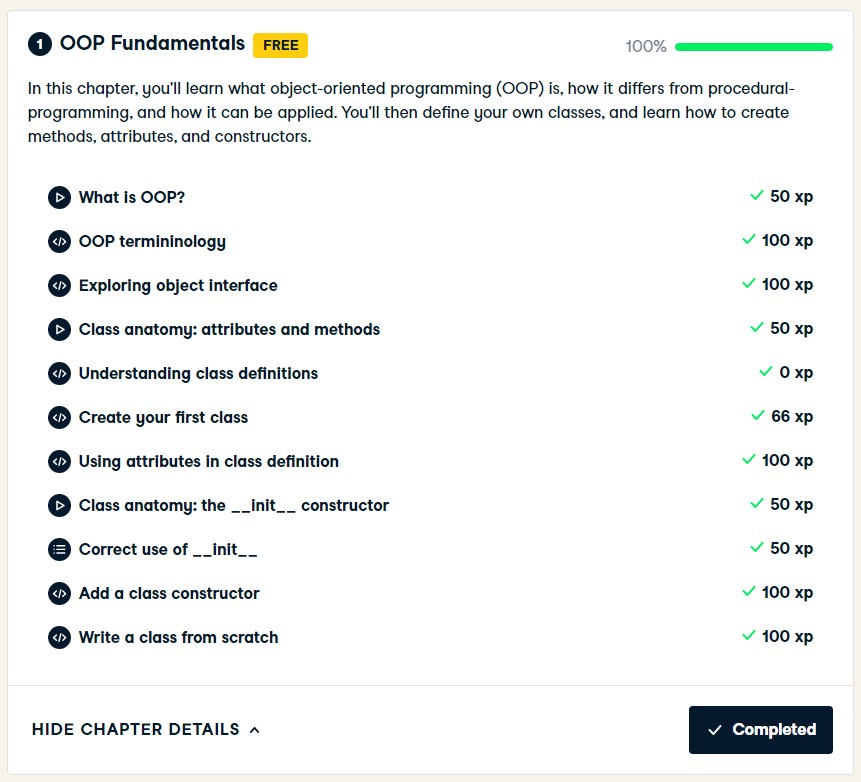 1 OOP Fundamentals FREE 100%
In this chapter, you'll learn what object-oriented programming (OOP) is, how it differs from procedural-
programming, and how it can be applied. You'll then define your own classes, and learn how to create
methods, attributes, and constructors.
What is OOP? 50 xp
OOP termininology 100 xp
Exploring object interface 100 xp
Class anatomy: attributes and methods 50 xp
Understanding class definitions 0 xp
Create your first class 66 xp
Using attributes in class definition 100 xp
Class anatomy: the __init__ constructor 50 xp
Correct use of __init__ 50 xp
Add a class constructor 100 xp
Write a class from scratch 100 xp
HIDE CHAPTER DETAILS Completed